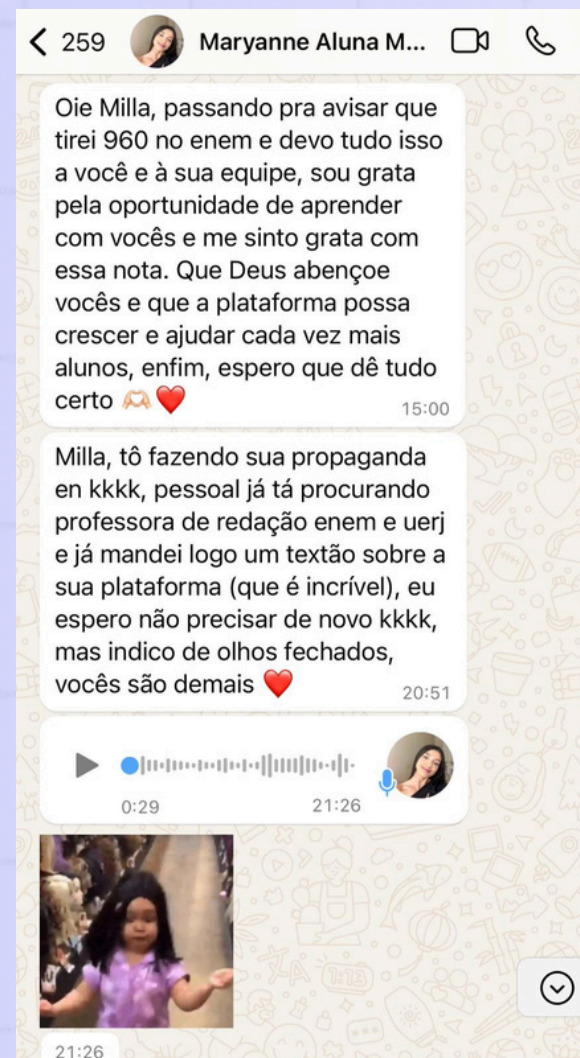 259 Maryanne Aluna M...
Oie Milla, passando pra avisar que
tirei 960 no enem e devo tudo isso
a você e à sua equipe, sou grata
pela oportunidade de aprender
com vocês e me sinto grata com
essa nota. Que Deus abençoe
vocês e que a plataforma possa
crescer e ajudar cada vez mais
alunos, enfim, espero que dê tudo
certo 🫶🏻❤️
15:00
Milla, tô fazendo sua propaganda
en kkkk, pessoal já tá procurando
professora de redação enem e uerj
e já mandei logo um textão sobre a
sua plataforma (que é incrível), eu
espero não precisar de novo kkkk,
mas indico de olhos fechados,
vocês são demais ❤️
20:51
0:29 21:26
21:26